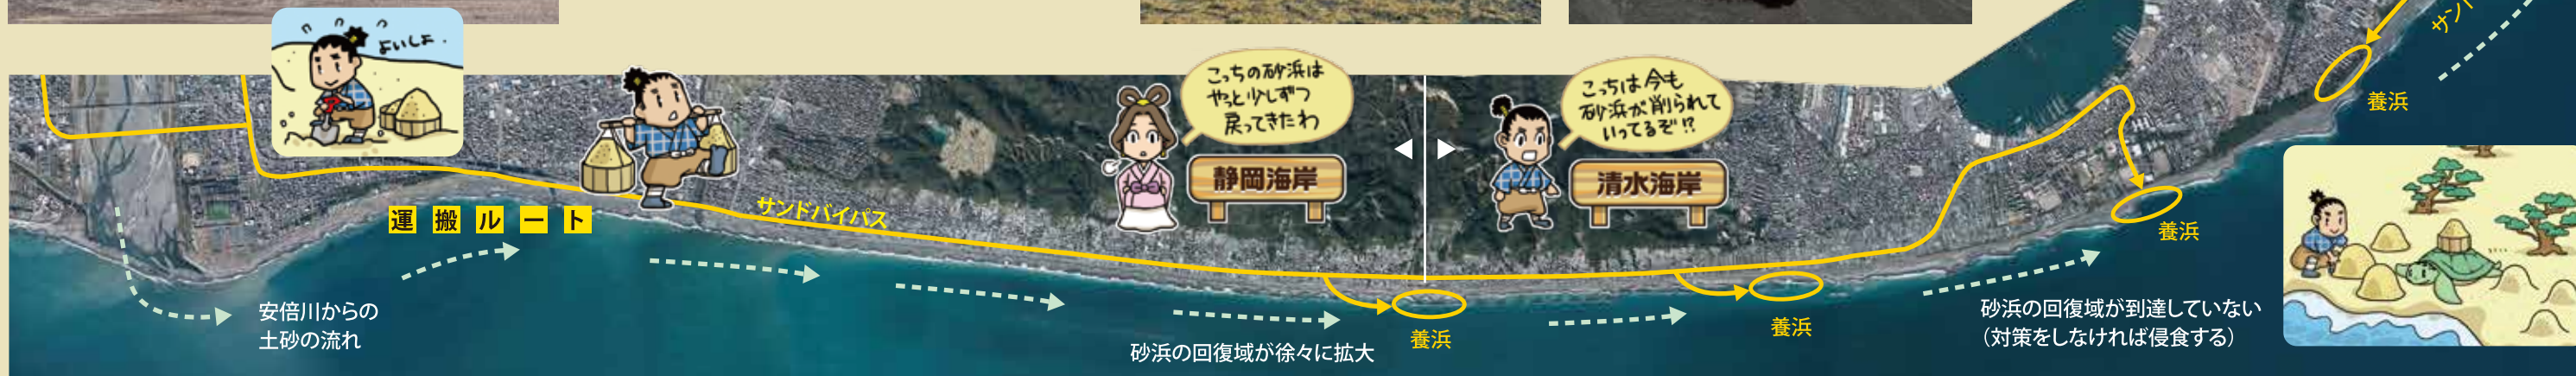 よいしょ.
運搬ルート
サンドバイパス
安倍川からの
土砂の流れ
こっちの砂浜は
やっと少しずつ
戻ってきたわ
静岡海岸
こっちは今も
砂浜が削られて
いってるぞ!?
清水海岸
砂浜の回復域が徐々に拡大
養浜
養浜
養浜
養浜
砂浜の回復域が到達していない
（対策をしなければ侵食する）
サンド